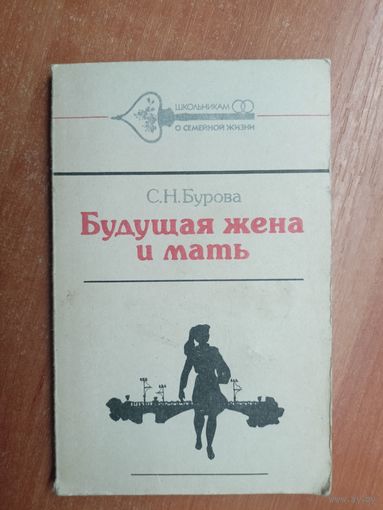 ШКОЛЬНИКАМ
О СЕМЕЙНОЙ ЖИЗНИ
С.Н.Бурова
Будущая жена
и мать